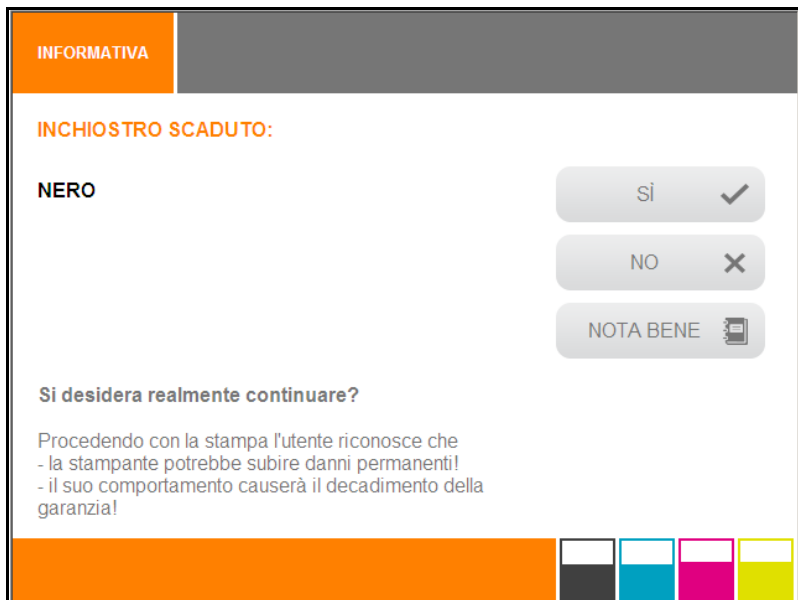 INFORMATIVA
INCHIOSTRO SCADUTO:
NERO
SÌ
NO
NOTA BENE
Si desidera realmente continuare?
Procedendo con la stampa l'utente riconosce che
- la stampante potrebbe subire danni permanenti!
- il suo comportamento causerà il decadimento della
garanzia!